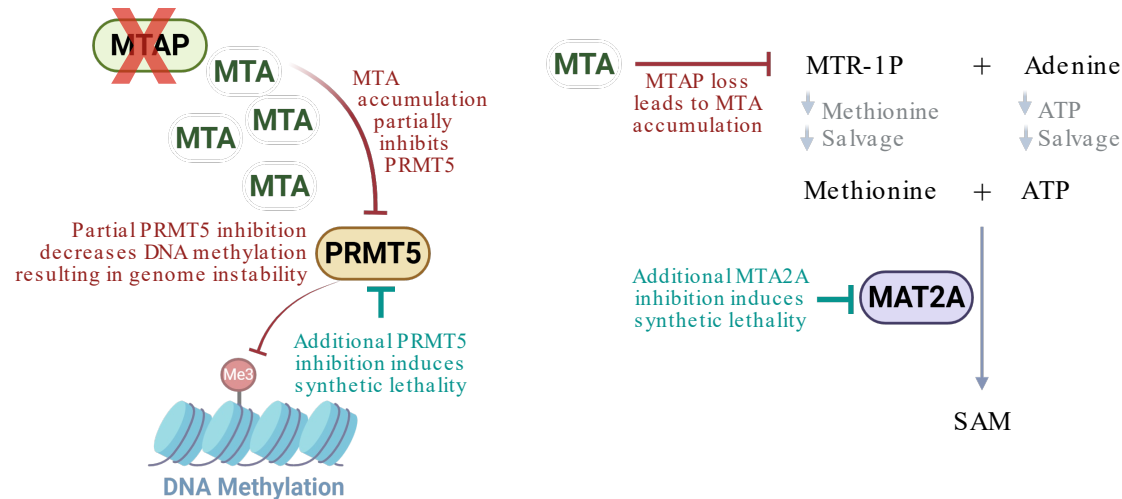 MTAP
MTA
MTA
MTA
MTA
MTA
accumulation
partially
inhibits
PRMT5
Partial PRMT5 inhibition
decreases DNA methylation
resulting in genome instability
PRMT5
Additional PRMT5
inhibition induces
synthetic lethality
Me3
DNA Methylation
MTA
MTAP loss
leads to MTA
accumulation
MTR-1P + Adenine
Methionine
Salvage
ATP
Salvage
Methionine + ATP
Additional MTA2A
inhibition induces
synthetic lethality
MAT2A
SAM